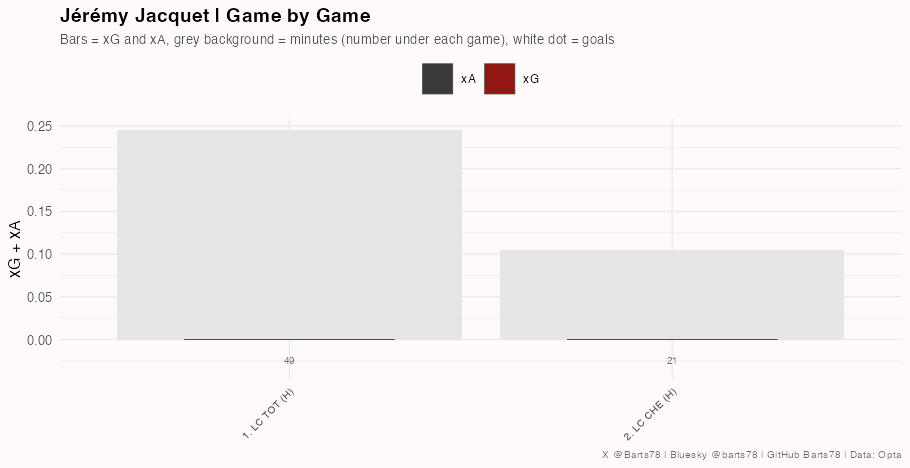 Jérémy Jacquet | Game by Game
Bars = xG and xA, grey background = minutes (number under each game), white dot = goals
xA xG
xG + xA
0.25
0.20
0.15
0.10
0.05
0.00
49 21
1. LC TOT (H) 2. LC CHE (H)
X @Barts78 | Bluesky @barts78 | GitHub Barts78 | Data: Opta